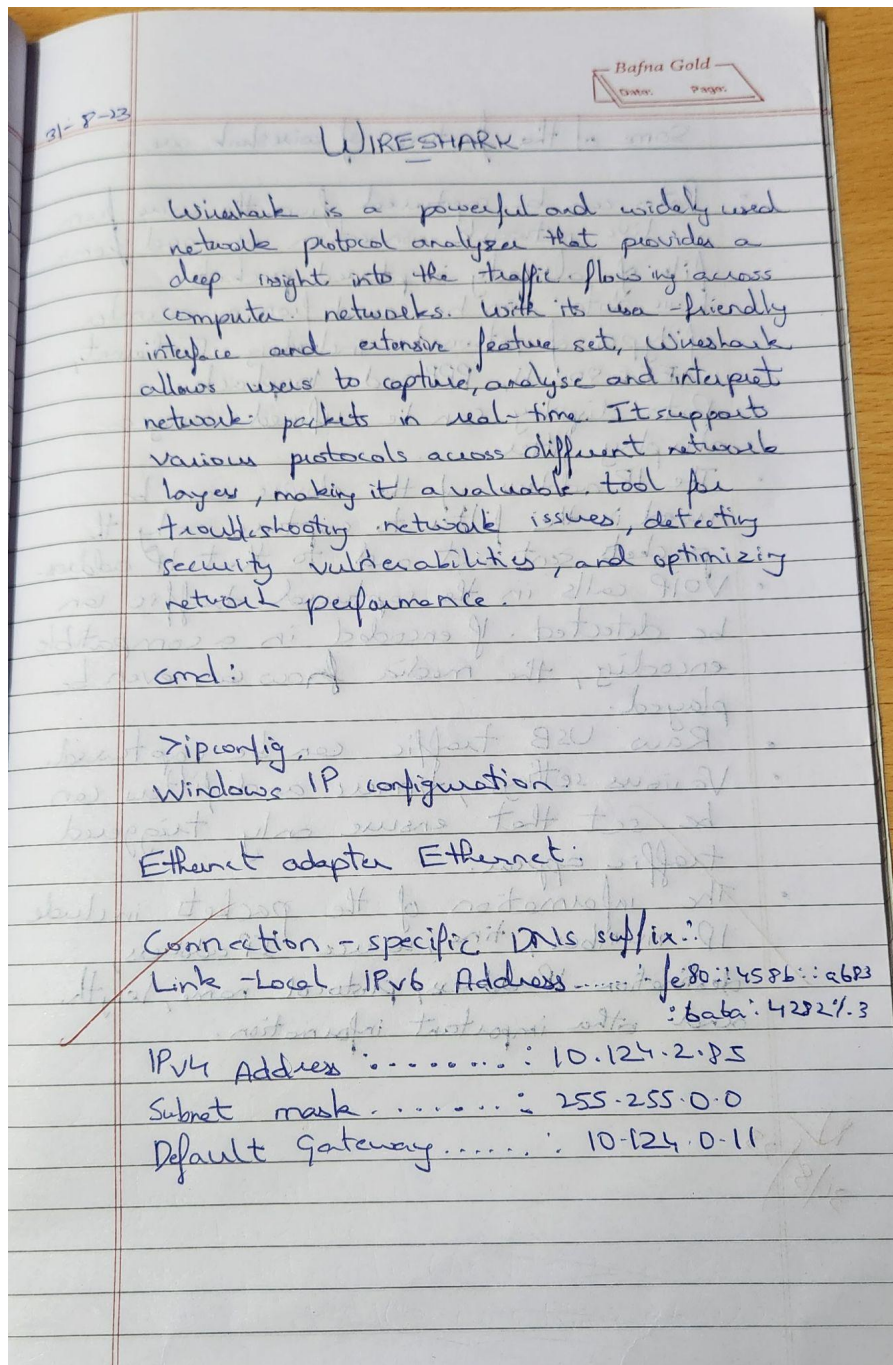 Bafna Gold
Date: Page:
31-8-23
WIRESHARK
Wireshark is a powerful and widely used
network protocol analyzer that provides a
deep insight into the traffic flowing across
computer networks. With its user-friendly
interface and extensive feature set, Wireshark
allows users to capture, analyse and interpret
network packets in real-time. It supports
various protocols across different network
layers, making it a valuable tool for
troubleshooting network issues, detecting
security vulnerabilities, and optimizing
network performance.
cmd:
>ipconfig.
Windows IP configuration
Ethernet adapter Ethernet:
Connection-specific DNS suffix:
Link-Local IPv6 Address ...... fe80::458b::a683
:baba:4282%3
IPv4 Address :........: 10.124.2.85
Subnet mask ........: 255.255.0.0
Default Gateway ......: 10.124.0.11